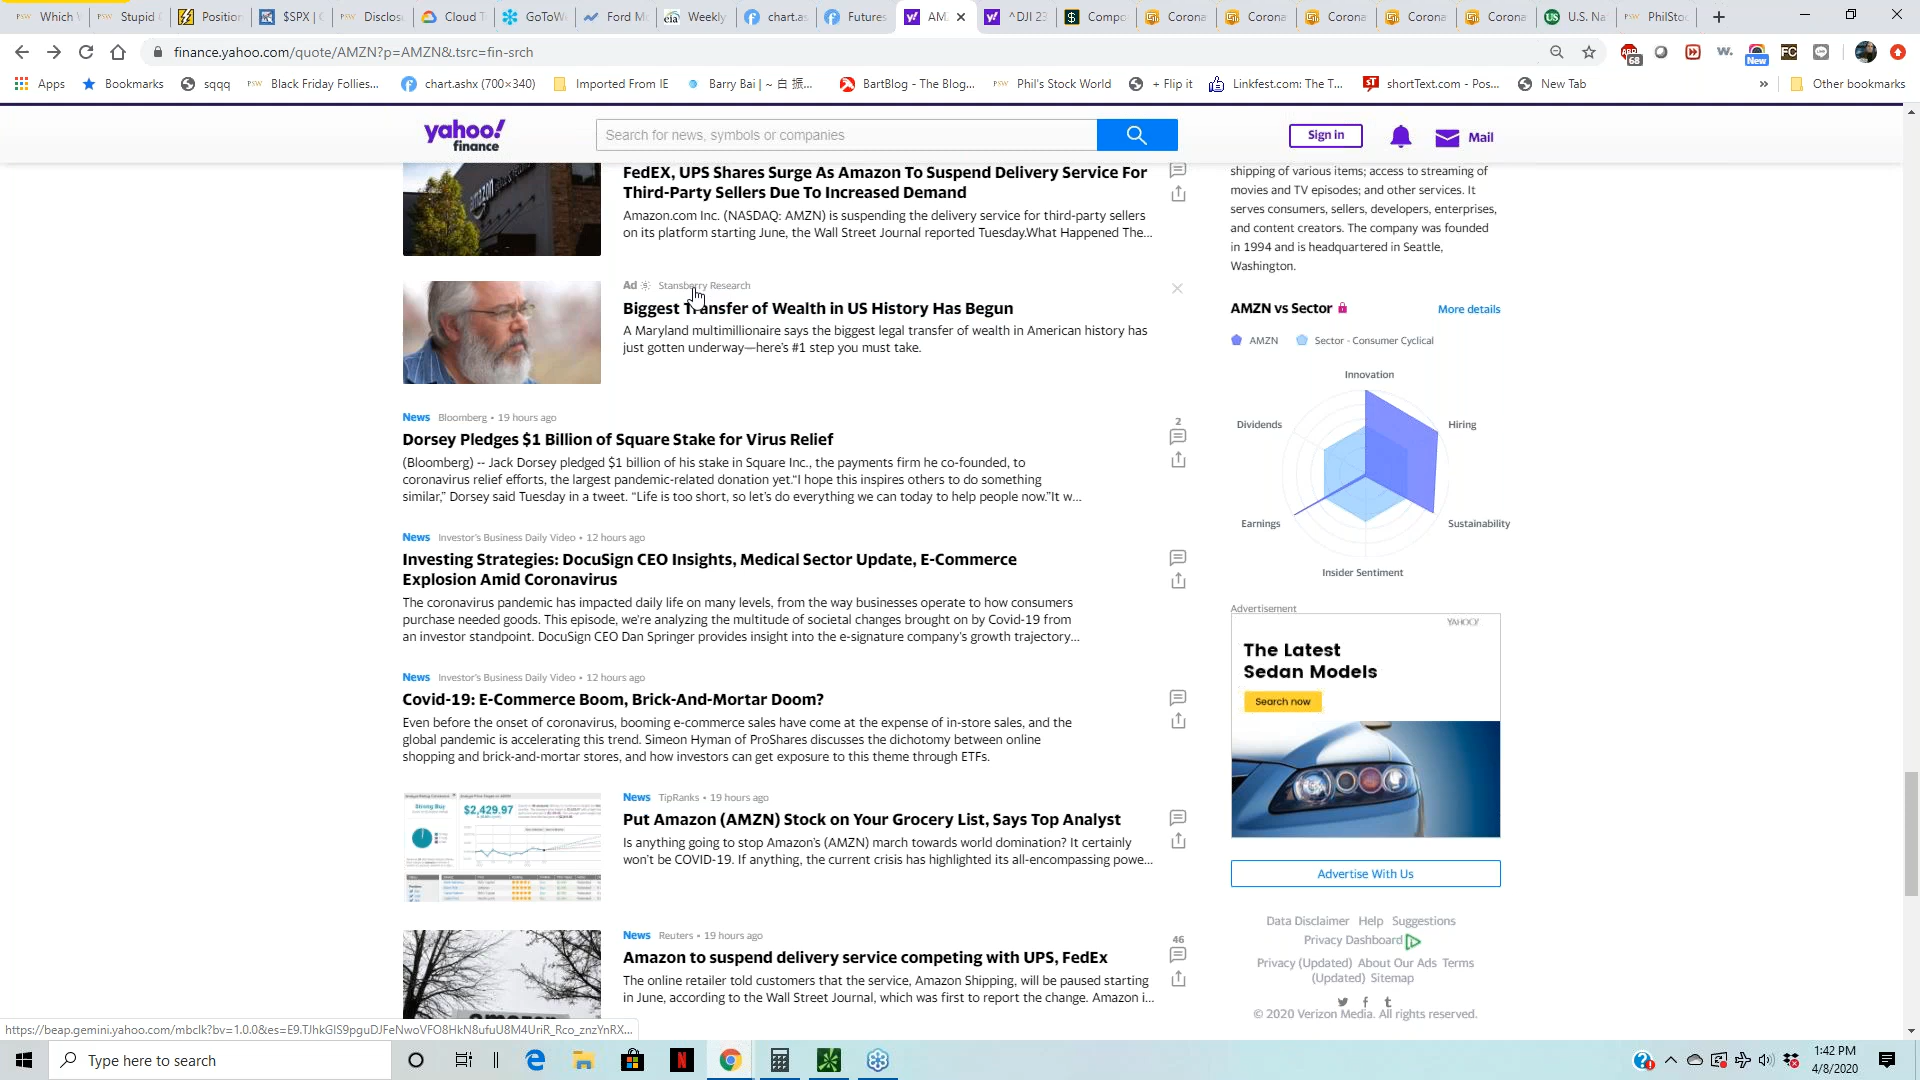 Which
Stupid
Position
$SPX |
Disclos
Cloud T
GoToW
Ford M
eia
Weekly
chart.as
Futures
AM
^DJI 23
Compo
Corona
Corona
Corona
Corona
Corona
U.S. Na
PhilSto
finance.yahoo.com/quote/AMZN?p=AMZN&.tsrc=fin-srch
68
New
FC
Apps
Bookmarks
sqqq
PSW Black Friday Follies...
chart.ashx (700×340)
Imported From IE
Barry Bai | ~ 白 振...
BartBlog - The Blog...
PSW Phil's Stock World
+ Flip it
Linkfest.com: The T...
shortText.com - Pos...
New Tab
»
Other bookmarks
yahoo!
finance
Search for news, symbols or companies
Sign in
Mail
FedEX, UPS Shares Surge As Amazon To Suspend Delivery Service For
Third-Party Sellers Due To Increased Demand
Amazon.com Inc. (NASDAQ: AMZN) is suspending the delivery service for third-party sellers
on its platform starting June, the Wall Street Journal reported Tuesday.What Happened The...
Ad Stansberry Research
Biggest Transfer of Wealth in US History Has Begun
A Maryland multimillionaire says the biggest legal transfer of wealth in American history has
just gotten underway—here's #1 step you must take.
News Bloomberg • 19 hours ago
Dorsey Pledges $1 Billion of Square Stake for Virus Relief
(Bloomberg) -- Jack Dorsey pledged $1 billion of his stake in Square Inc., the payments firm he co-founded, to
coronavirus relief efforts, the largest pandemic-related donation yet."I hope this inspires others to do something
similar," Dorsey said Tuesday in a tweet. "Life is too short, so let's do everything we can today to help people now."It w...
2
News Investor's Business Daily Video • 12 hours ago
Investing Strategies: DocuSign CEO Insights, Medical Sector Update, E-Commerce
Explosion Amid Coronavirus
The coronavirus pandemic has impacted daily life on many levels, from the way businesses operate to how consumers
purchase needed goods. This episode, we're analyzing the multitude of societal changes brought on by Covid-19 from
an investor standpoint. DocuSign CEO Dan Springer provides insight into the e-signature company's growth trajectory...
News Investor's Business Daily Video • 12 hours ago
Covid-19: E-Commerce Boom, Brick-And-Mortar Doom?
Even before the onset of coronavirus, booming e-commerce sales have come at the expense of in-store sales, and the
global pandemic is accelerating this trend. Simeon Hyman of ProShares discusses the dichotomy between online
shopping and brick-and-mortar stores, and how investors can get exposure to this theme through ETFs.
Strong Buy
$2,429.97
News TipRanks • 19 hours ago
Put Amazon (AMZN) Stock on Your Grocery List, Says Top Analyst
Is anything going to stop Amazon's (AMZN) march towards world domination? It certainly
won't be COVID-19. If anything, the current crisis has highlighted its all-encompassing powe...
News Reuters • 19 hours ago
Amazon to suspend delivery service competing with UPS, FedEx
The online retailer told customers that the service, Amazon Shipping, will be paused starting
in June, according to the Wall Street Journal, which was first to report the change. Amazon i...
46
shipping of various items; access to streaming of
movies and TV episodes; and other services. It
serves consumers, sellers, developers, enterprises,
and content creators. The company was founded
in 1994 and is headquartered in Seattle,
Washington.
AMZN vs Sector
More details
AMZN
Sector - Consumer Cyclical
Innovation
Dividends
Hiring
Earnings
Sustainability
Insider Sentiment
Advertisement
YAHOO!
The Latest
Sedan Models
Search now
Advertise With Us
Data Disclaimer Help Suggestions
Privacy Dashboard
Privacy (Updated) About Our Ads Terms
(Updated) Sitemap
© 2020 Verizon Media. All rights reserved.
https://beap.gemini.yahoo.com/mbclk?bv=1.0.0&es=E9.TJhkGIS9pguDJFeNwoVFO8HkN8ufuU8M4UriR_Rco_znzYnRX...
Type here to search
1:42 PM
4/8/2020